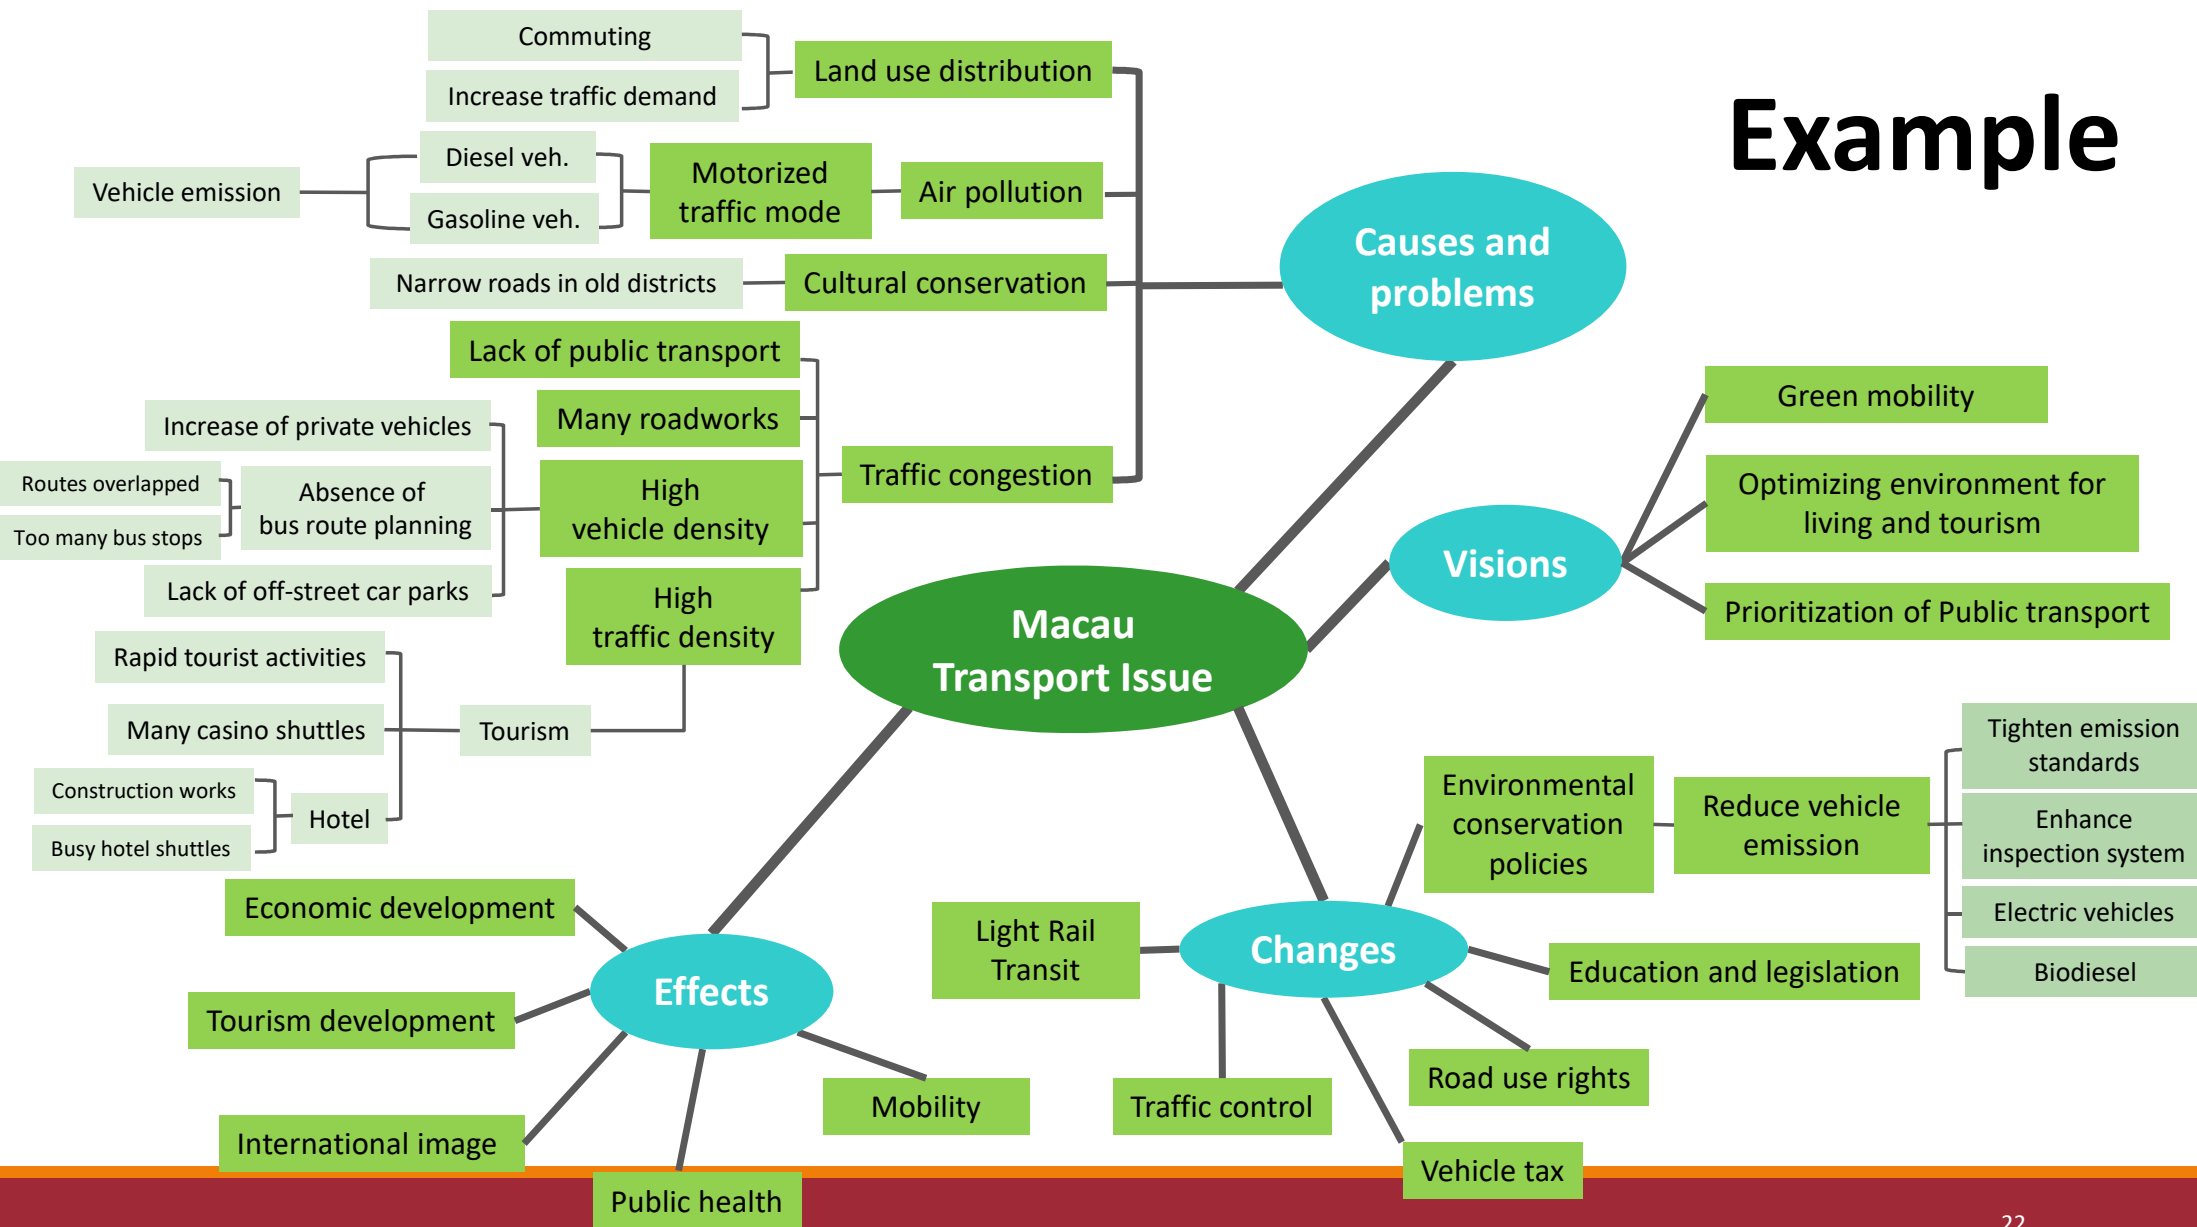 Example
Commuting
Increase traffic demand
Land use distribution
Vehicle emission
Diesel veh.
Gasoline veh.
Motorized
traffic mode
Air pollution
Narrow roads in old districts
Cultural conservation
Causes and
problems
Lack of public transport
Many roadworks
High
vehicle density
High
traffic density
Traffic congestion
Increase of private vehicles
Routes overlapped
Too many bus stops
Absence of
bus route planning
Lack of off-street car parks
Rapid tourist activities
Many casino shuttles
Construction works
Busy hotel shuttles
Hotel
Tourism
Macau
Transport Issue
Visions
Green mobility
Optimizing environment for
living and tourism
Prioritization of Public transport
Effects
Economic development
Tourism development
International image
Public health
Mobility
Changes
Light Rail
Transit
Traffic control
Vehicle tax
Road use rights
Education and legislation
Environmental
conservation
policies
Reduce vehicle
emission
Tighten emission
standards
Enhance
inspection system
Electric vehicles
Biodiesel
22